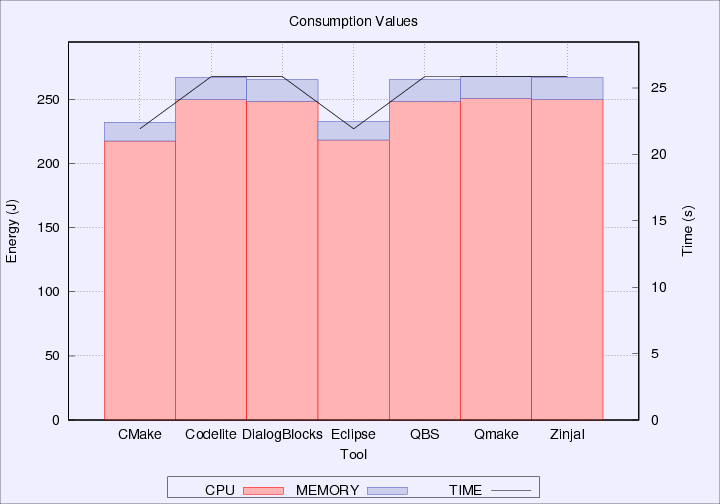 Consumption Values
Energy (J)
250
200
150
100
50
0
25
20
15
10
5
0
Time (s)
CMake Codelite DialogBlocks Eclipse QBS Qmake Zinjal
Tool
CPU MEMORY TIME